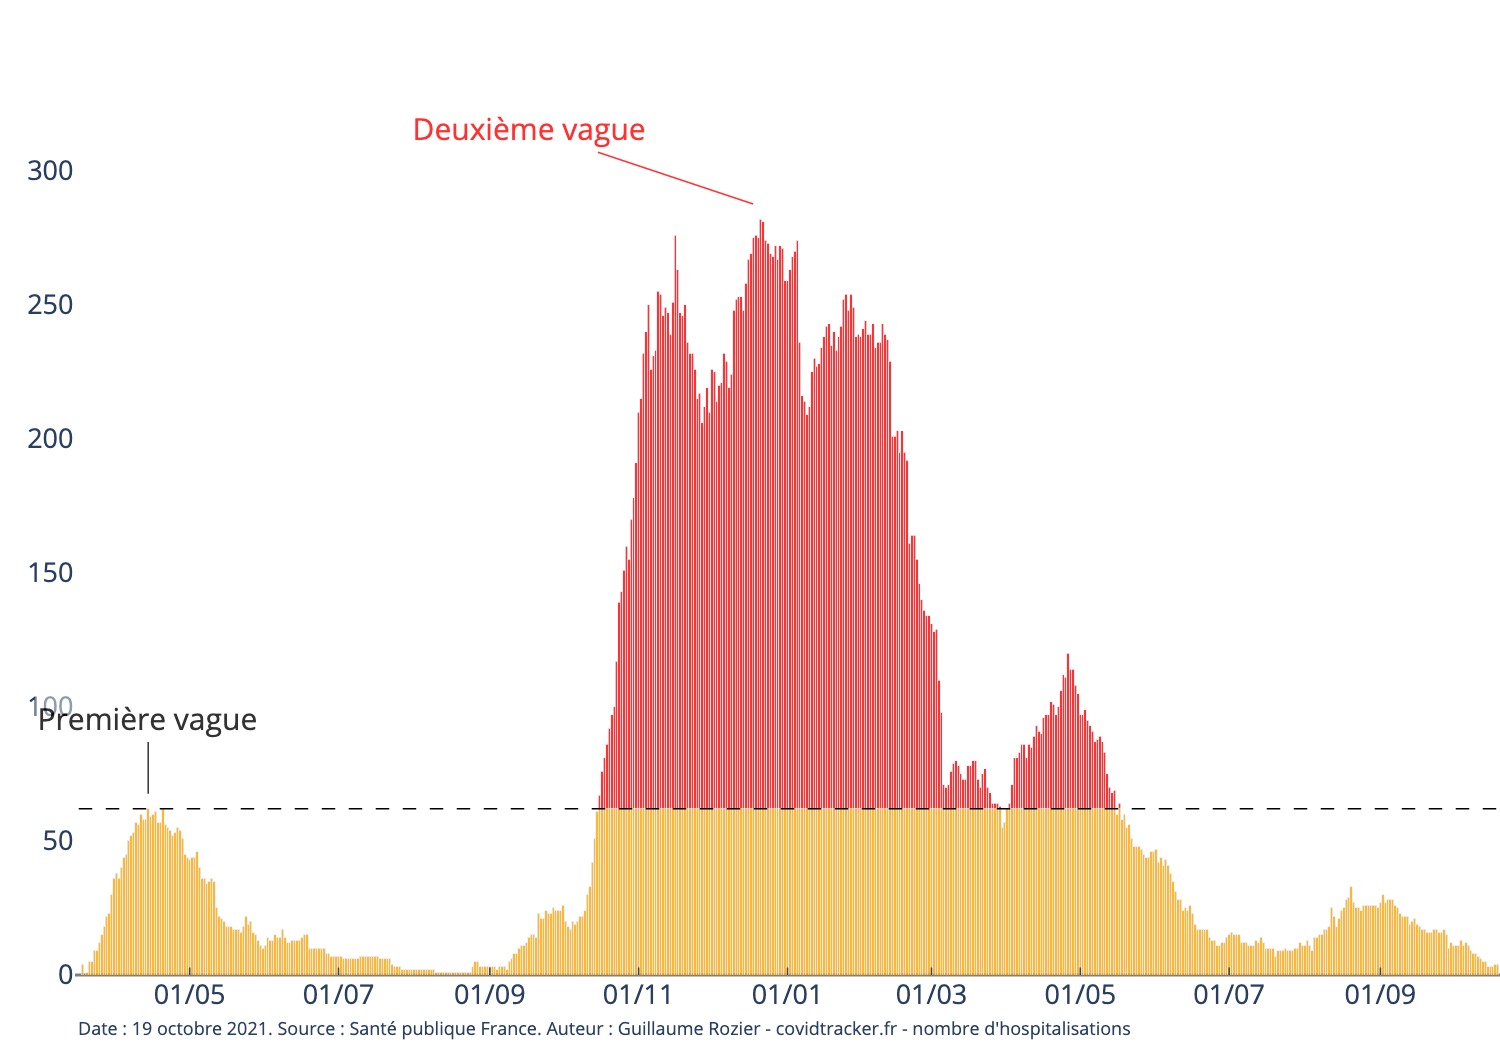 Deuxième vague
300
250
200
150
100
Première vague
50
0
01/05 01/07 01/09 01/11 01/01 01/03 01/05 01/07 01/09
Date : 19 octobre 2021. Source : Santé publique France. Auteur : Guillaume Rozier - covidtracker.fr - nombre d'hospitalisations